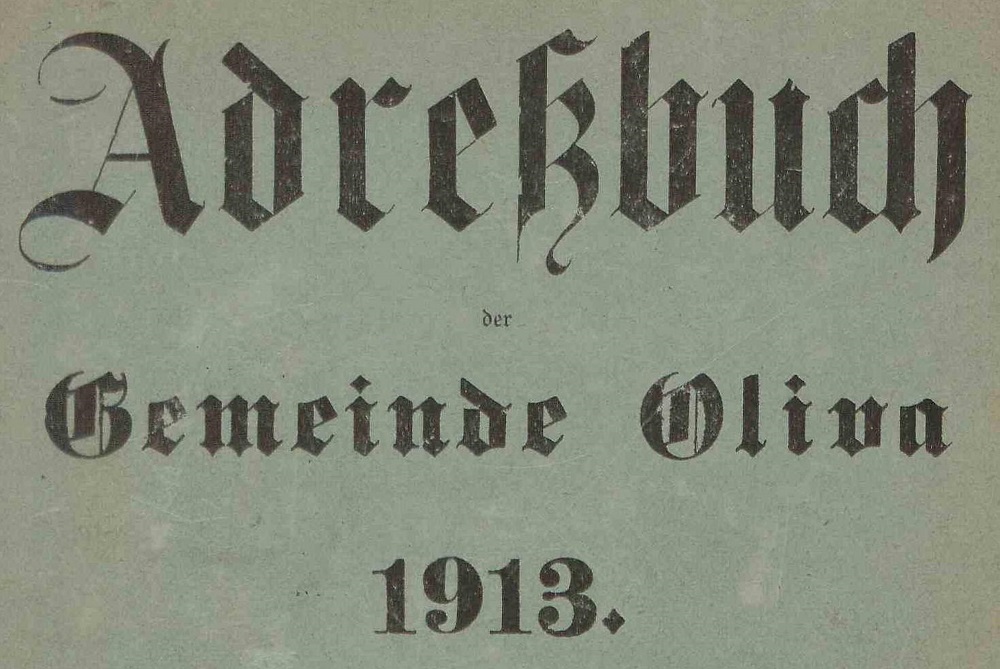 Adreßbuch
der
Gemeinde Oliva
1913.